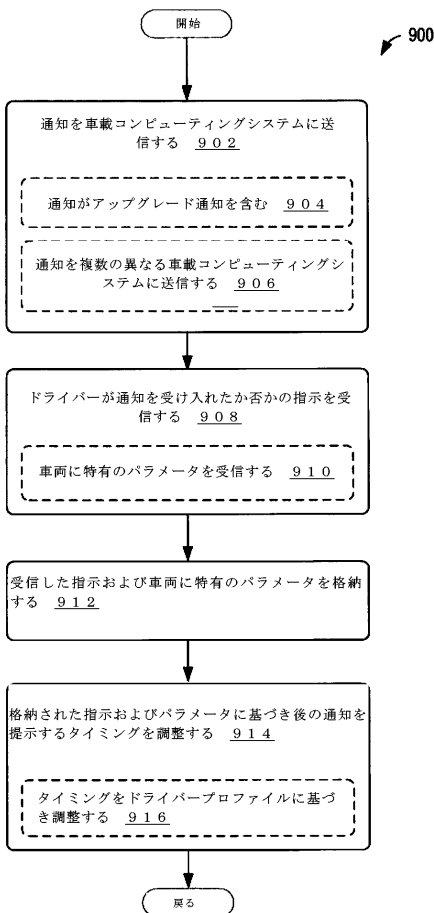 開始
900
通知を車載コンピューティングシステムに送
信する 902
通知がアップグレード通知を含む 904
通知を複数の異なる車載コンピューティングシ
ステムに送信する 906
ドライバーが通知を受け入れたか否かの指示を受
信する 908
車両に特有のパラメータを受信する 910
受信した指示および車両に特有のパラメータを格納
する 912
格納された指示およびパラメータに基づき後の通知を
提示するタイミングを調整する 914
タイミングをドライバープロファイルに基づ
き調整する 916
戻る